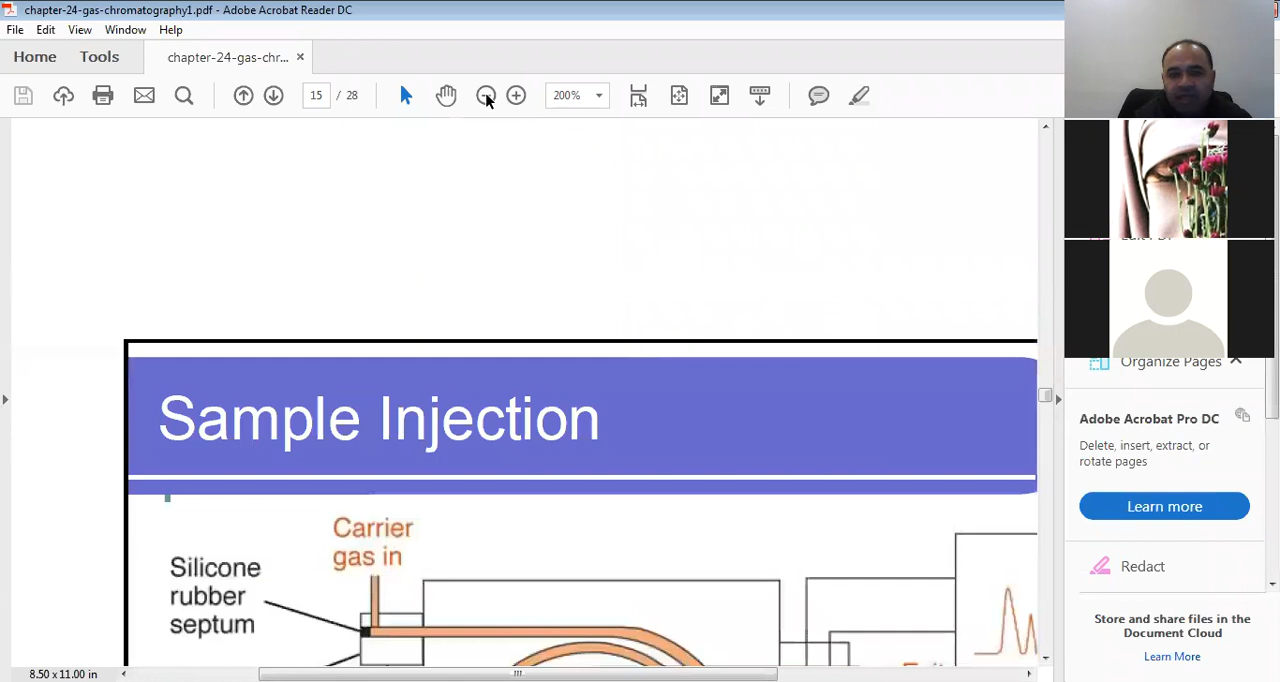 chapter-24-gas-chromatography1.pdf - Adobe Acrobat Reader DC
File Edit View Window Help
Home Tools chapter-24-gas-chr... ×
15 / 28 200%
Sample Injection
Carrier
gas in
Silicone
rubber
septum
Organize Pages
Adobe Acrobat Pro DC
Delete, insert, extract, or
rotate pages
Learn more
Redact
Store and share files in the
Document Cloud
Learn More
8.50 x 11.00 in